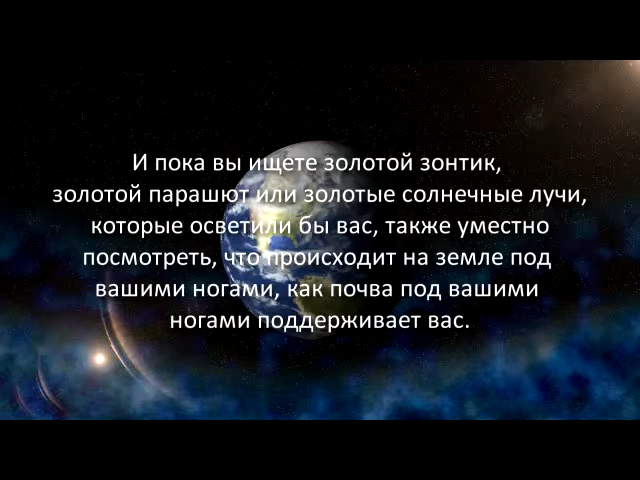 И пока вы ищете золотой зонтик,
золотой парашют или золотые солнечные лучи,
которые осветили бы вас, также уместно
посмотреть, что происходит на земле под
вашими ногами, как почва под вашими
ногами поддерживает вас.